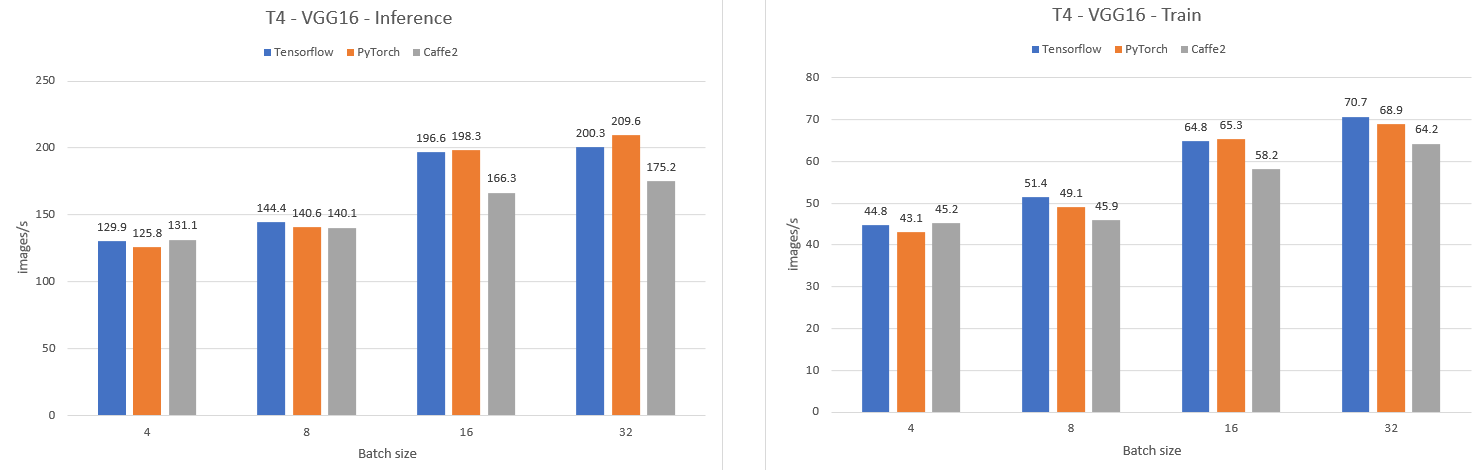 T4 - VGG16 - Inference
Tensorflow PyTorch Caffe2
250
200
150
100
50
0
images/s
129.9 125.8 131.1
144.4 140.6 140.1
196.6 198.3 166.3
200.3 209.6 175.2
4 8 16 32
Batch size
T4 - VGG16 - Train
Tensorflow PyTorch Caffe2
80
70
60
50
40
30
20
10
0
images/s
44.8 43.1 45.2
51.4 49.1 45.9
64.8 65.3 58.2
70.7 68.9 64.2
4 8 16 32
Batch size